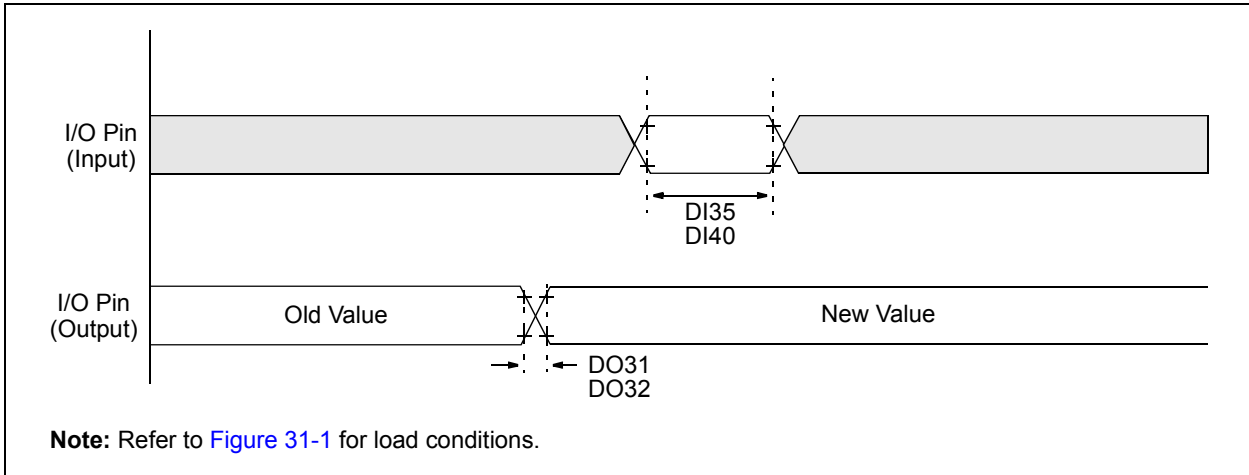 I/O Pin
(Input)
DI35
DI40
I/O Pin
(Output)
Old Value
New Value
DO31
DO32
Note: Refer to Figure 31-1 for load conditions.